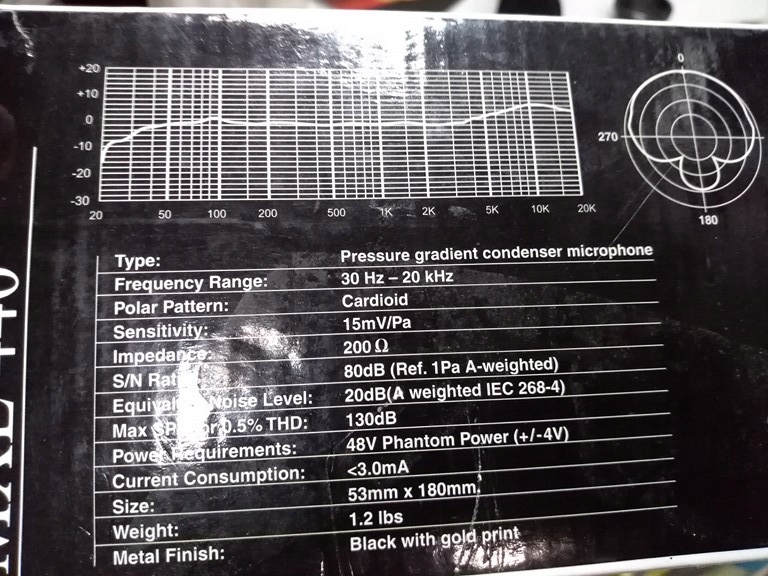 +20
+10
0
-10
-20
-30
20 50 100 200 500 1K 2K 5K 10K 20K
0
270
180
Type: Pressure gradient condenser microphone
Frequency Range: 30 Hz – 20 kHz
Polar Pattern: Cardioid
Sensitivity: 15mV/Pa
Impedance: 200 Ω
S/N 80dB (Ref. 1Pa A-weighted)
Noise Level: 20dB(A weighted IEC 268-4)
Max 0.5% THD: 130dB
Power Requirements: 48V Phantom Power (+/-4V)
Current Consumption: <3.0mA
Size: 53mm x 180mm
Weight: 1.2 lbs
Metal Finish: Black with gold print